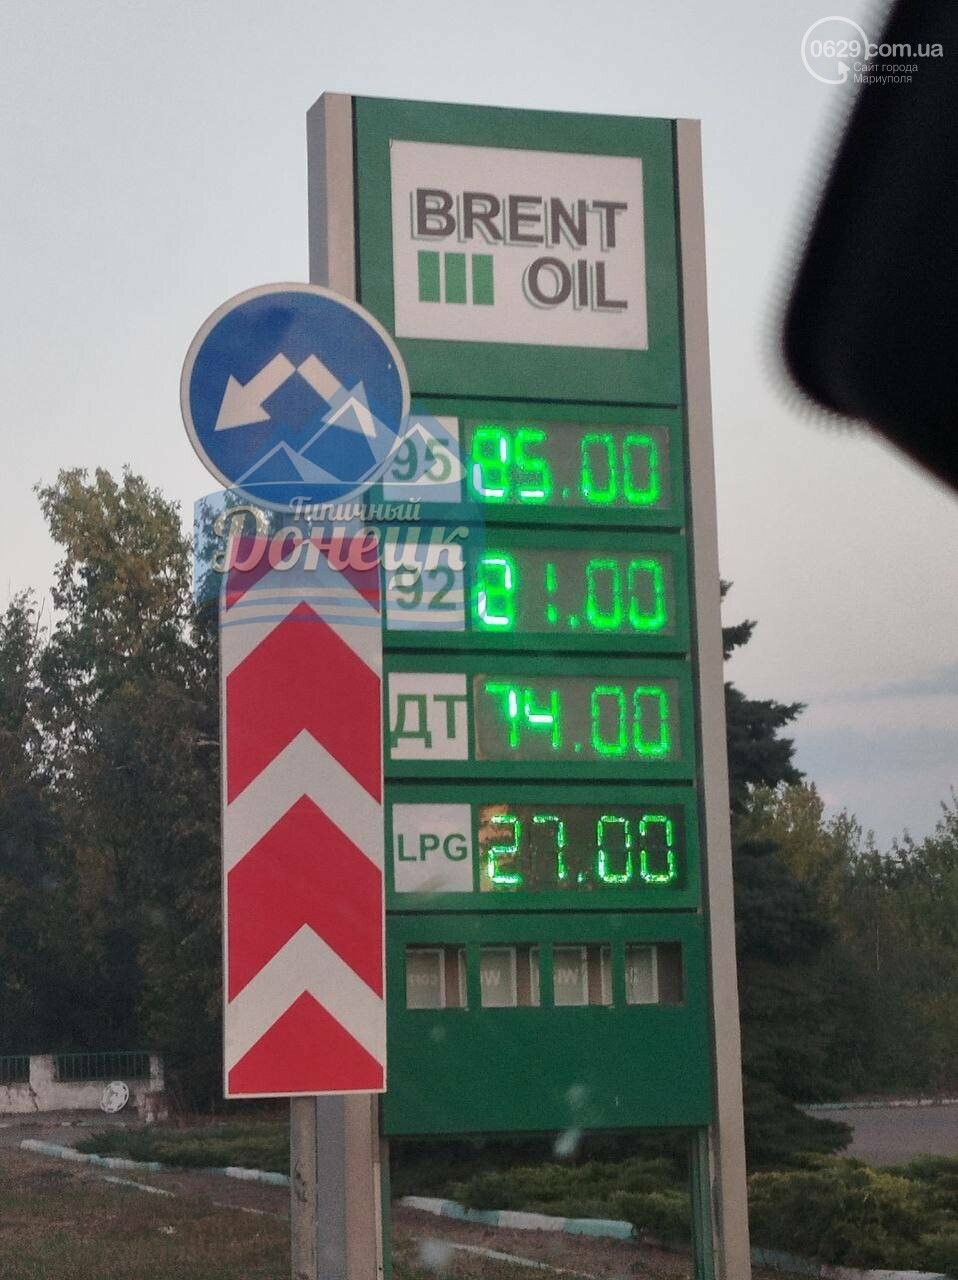 0629.com.ua
Сайт города
Мариуполя
BRENT
OIL
95 85.00
92 81.00
ДТ 74.00
LPG 27.00
Типичный
Донецк